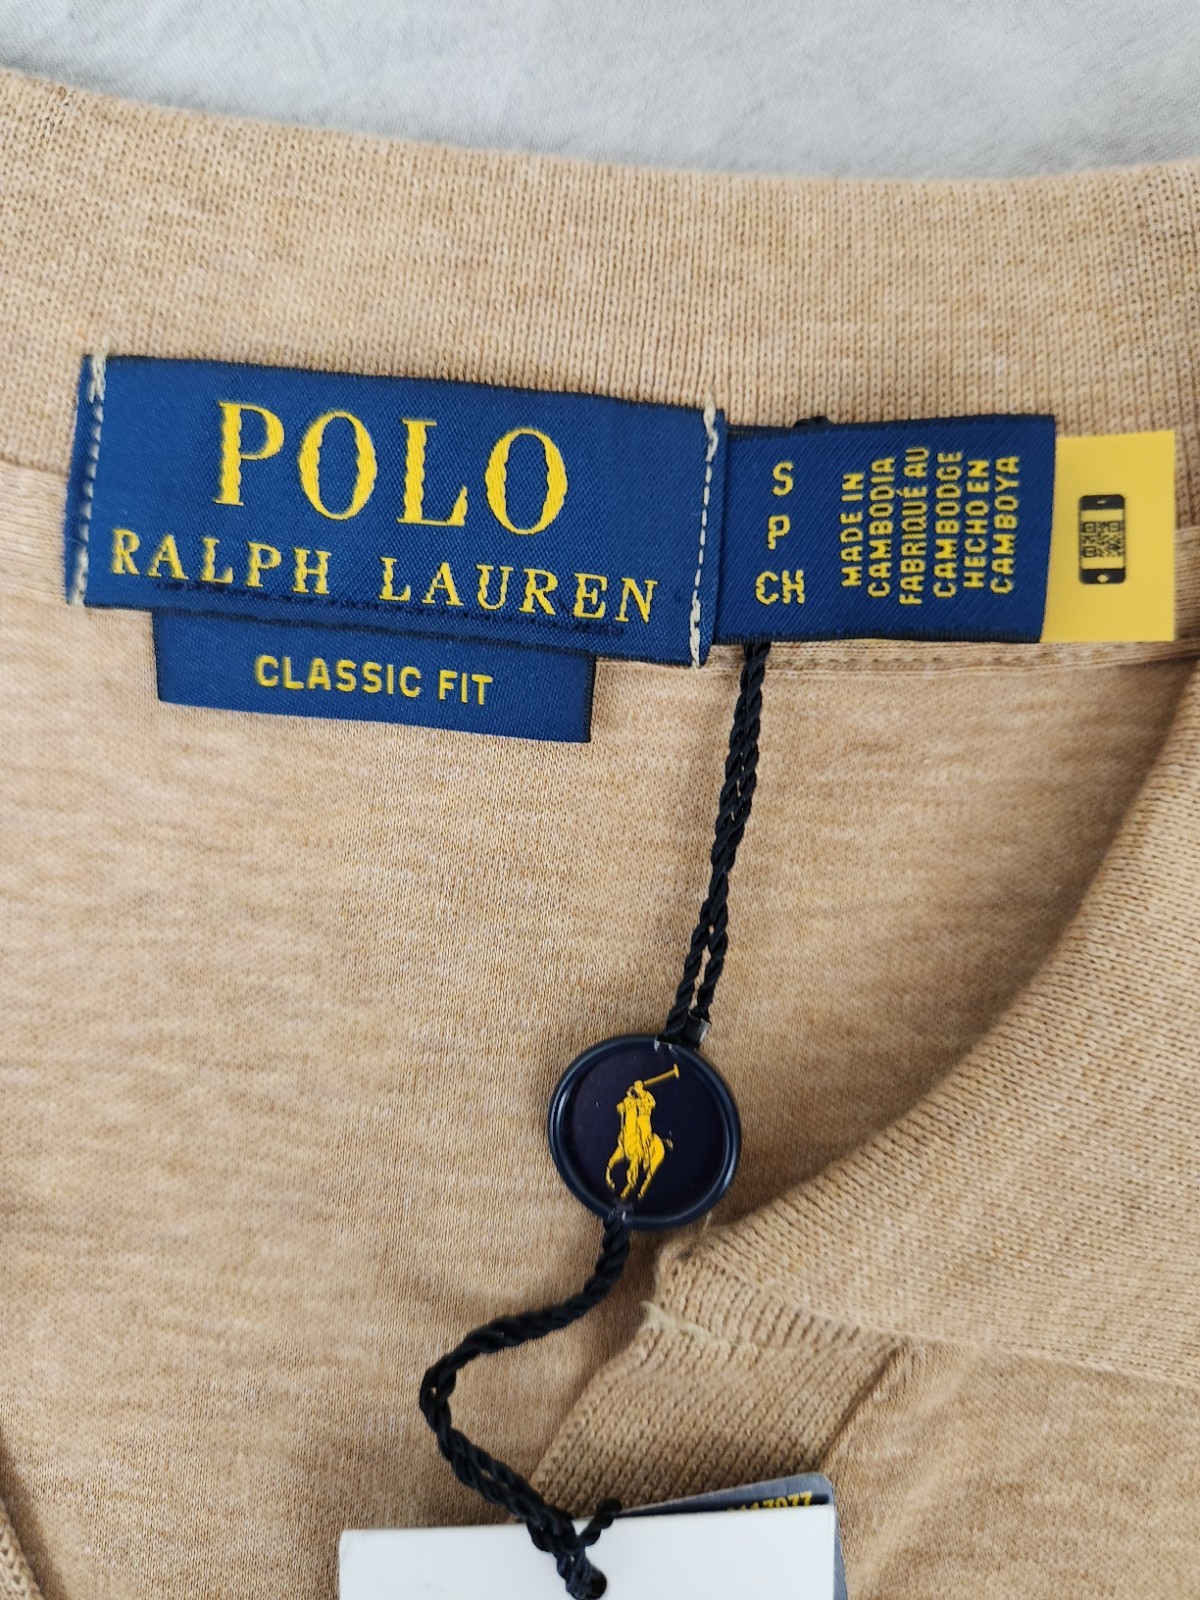 POLO
RALPH LAUREN
CLASSIC FIT
S
P
CH
MADE IN
CAMBODIA
FABRIQUÉ AU
CAMBODGE
HECHO EN
CAMBOYA